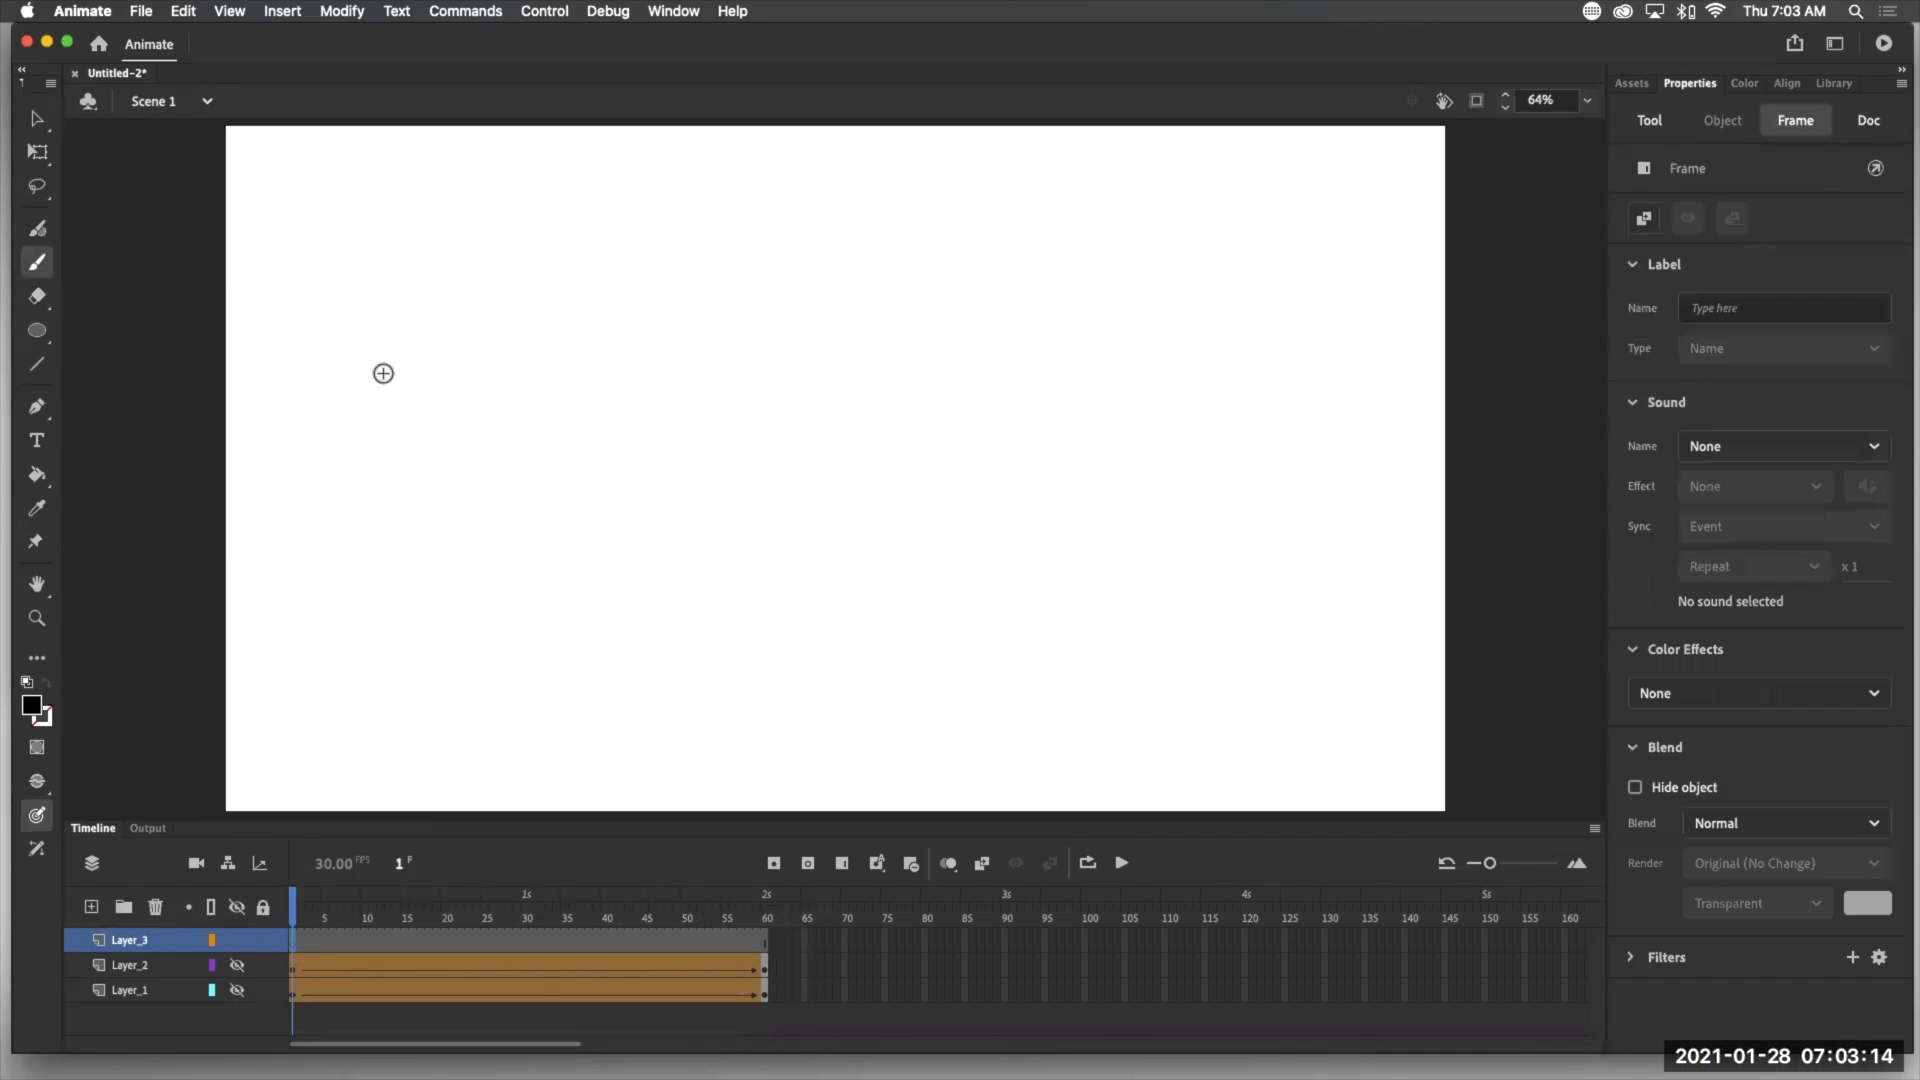 Animate File Edit View Insert Modify Text Commands Control Debug Window Help Thu 7:03 AM
Animate
Untitled-2*
Scene 1 64%
Assets Properties Color Align Library
Tool Object Frame Doc
Frame
Label
Name Type here
Type Name
Sound
Name None
Effect None
Sync Event
Repeat x 1
No sound selected
Color Effects
None
Blend
Hide object
Blend Normal
Render Original (No Change)
Transparent
Filters
Timeline Output
30.00 FPS 1 F
1s 2s 3s 4s 5s
5 10 15 20 25 30 35 40 45 50 55 60 65 70 75 80 85 90 95 100 105 110 115 120 125 130 135 140 145 150 155 160
Layer_3
Layer_2
Layer_1
2021-01-28 07:03:14